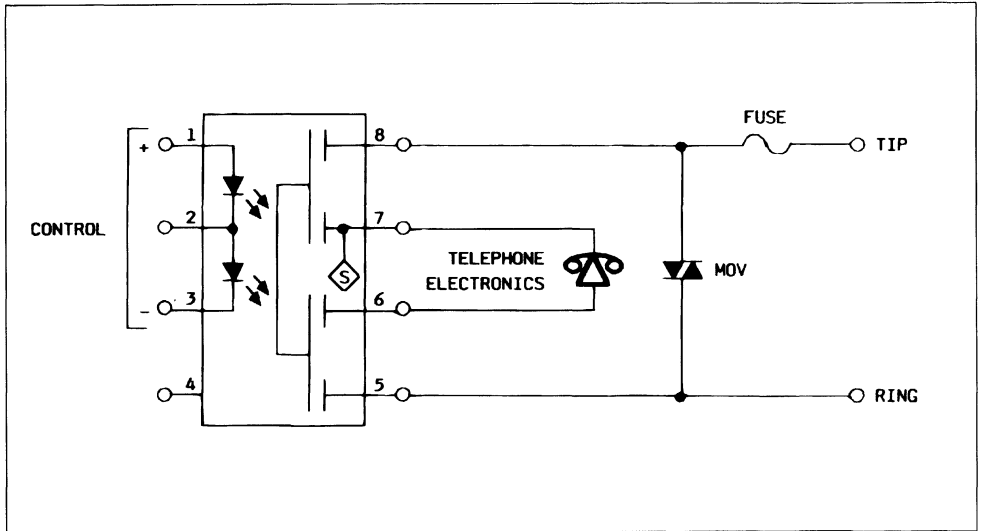 FUSE
1
8
+
TIP
CONTROL
2
7
TELEPHONE
ELECTRONICS
S
MOV
3
6
-
4
5
RING